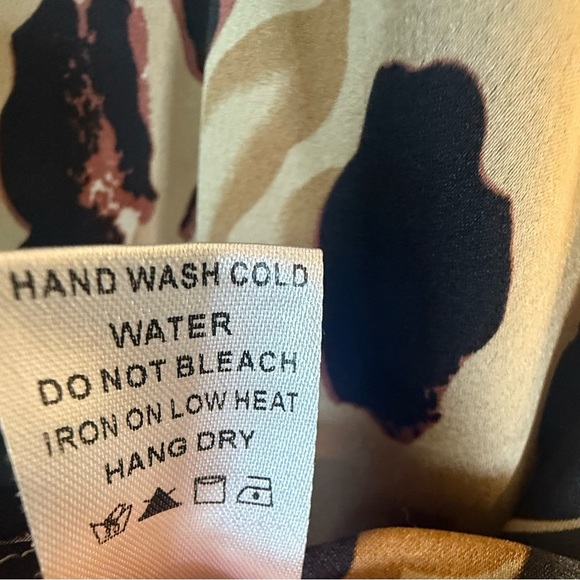 HAND WASH COLD
WATER
DO NOT BLEACH
IRON ON LOW HEAT
HANG DRY